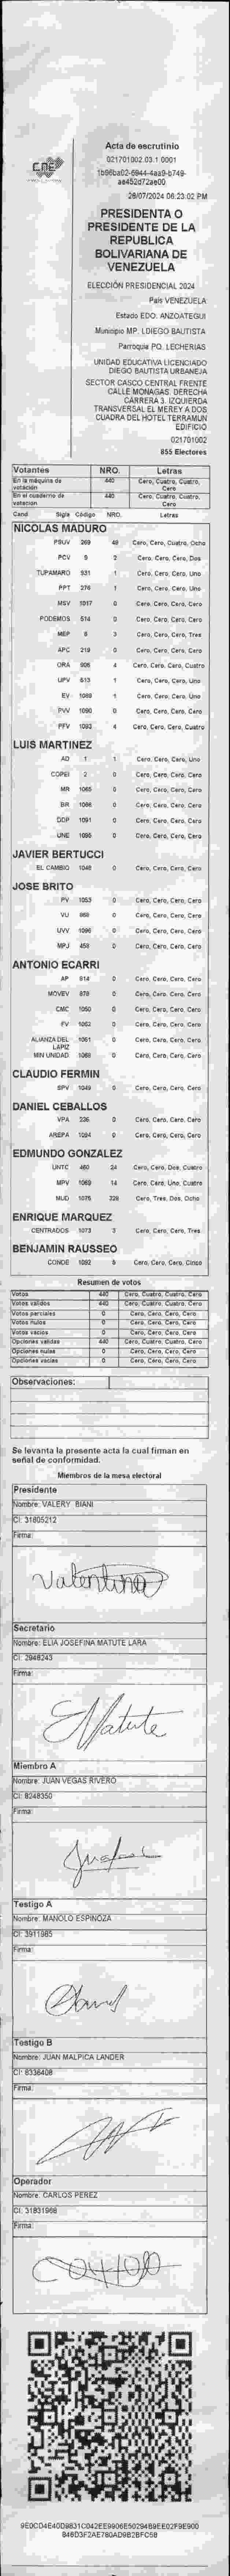 CNE
Acta de escrutinio
021701002.03.1.0001
28/07/2024 06:23:02 PM
PRESIDENTA O
PRESIDENTE DE LA
REPUBLICA
BOLIVARIANA DE
VENEZUELA
ELECCIÓN PRESIDENCIAL 2024
País VENEZUELA
Estado EDO. ANZOATEGUI
Municipio MP. LDIEGO BAUTISTA
Parroquia PQ. LECHERIAS
UNIDAD EDUCATIVA LICENCIADO
DIEGO BAUTISTA URBANEJA
SECTOR CASCO CENTRAL FRENTE
CALLE MONAGAS. DERECHA
CARRERA 3. IZQUIERDA
TRANSVERSAL EL MEREY A DOS
CUADRA DEL HOTEL TERRAMUN
EDIFICIO
021701002
855 Electores
Votantes NRO. Letras
En la máquina de votación 440 Cero, Cuatro, Cuatro, Cero
En el cuaderno de votación 440 Cero, Cuatro, Cuatro, Cero
Cand Sigla Código NRO. Letras
NICOLAS MADURO
PSUV 269 48 Cero, Cero, Cuatro, Ocho
PCV 9 2 Cero, Cero, Cero, Dos
TUPAMARO 931 1 Cero, Cero, Cero, Uno
PPT 276 1 Cero, Cero, Cero, Uno
MSV 1017 0 Cero, Cero, Cero, Cero
PODEMOS 514 0 Cero, Cero, Cero, Cero
MEP 6 3 Cero, Cero, Cero, Tres
APC 219 0 Cero, Cero, Cero, Cero
ORA 906 4 Cero, Cero, Cero, Cuatro
UPV 613 1 Cero, Cero, Cero, Uno
EV 1069 1 Cero, Cero, Cero, Uno
PVV 1090 0 Cero, Cero, Cero, Cero
PFV 1093 4 Cero, Cero, Cero, Cuatro
LUIS MARTINEZ
AD 1 1 Cero, Cero, Cero, Uno
COPEI 2 0 Cero, Cero, Cero, Cero
MR 1065 0 Cero, Cero, Cero, Cero
BR 1066 0 Cero, Cero, Cero, Cero
DDP 1091 0 Cero, Cero, Cero, Cero
UNE 1095 0 Cero, Cero, Cero, Cero
JAVIER BERTUCCI
EL CAMBIO 1048 0 Cero, Cero, Cero, Cero
JOSE BRITO
PV 1053 0 Cero, Cero, Cero, Cero
VU 0 Cero, Cero, Cero, Cero
UVV 1096 0 Cero, Cero, Cero, Cero
MPJ 458 0 Cero, Cero, Cero, Cero
ANTONIO ECARRI
AP 914 0 Cero, Cero, Cero, Cero
MOVEV 979 0 Cero, Cero, Cero, Cero
CMC 1050 0 Cero, Cero, Cero, Cero
FV 1052 0 Cero, Cero, Cero, Cero
ALIANZA DEL LAPIZ 1061 0 Cero, Cero, Cero, Cero
MIN UNIDAD 1068 0 Cero, Cero, Cero, Cero
CLAUDIO FERMIN
SPV 1049 0 Cero, Cero, Cero, Cero
DANIEL CEBALLOS
VPA 336 0 Cero, Cero, Cero, Cero
AREPA 1094 0 Cero, Cero, Cero, Cero
EDMUNDO GONZALEZ
UNTC 460 24 Cero, Cero, Dos, Cuatro
MPV 1069 14 Cero, Cero, Uno, Cuatro
MUD 1075 328 Cero, Tres, Dos, Ocho
ENRIQUE MARQUEZ
CENTRADOS 1073 3 Cero, Cero, Cero, Tres
BENJAMIN RAUSSEO
CONDE 1092 5 Cero, Cero, Cero, Cinco
Resumen de votos
Votos 440 Cero, Cuatro, Cuatro, Cero
Votos validos 440 Cero, Cuatro, Cuatro, Cero
Votos parciales 0 Cero, Cero, Cero, Cero
Votos nulos 0 Cero, Cero, Cero, Cero
Votos vacios 0 Cero, Cero, Cero, Cero
Opciones validas 440 Cero, Cuatro, Cuatro, Cero
Opciones nulas 0 Cero, Cero, Cero, Cero
Opciones vacias 0 Cero, Cero, Cero, Cero
Observaciones:
Se levanta la presente acta la cual firman en
señal de conformidad.
Miembros de la mesa electoral
Presidente
Nombre: VALERY BIANI
CI: 31805212
Firma:
Valentina
Secretario
Nombre: ELIA JOSEFINA MATUTE LARA
CI: 2948243
Firma:
EMatute
Miembro A
Nombre: JUAN VEGAS RIVERO
CI: 8248350
Firma:
Testigo A
Nombre: MANOLO ESPINOZA
CI: 3911985
Firma:
Testigo B
Nombre: JUAN MALPICA LANDER
CI: 8336408
Firma:
Operador
Nombre: CARLOS PEREZ
CI: 31831968
Firma: